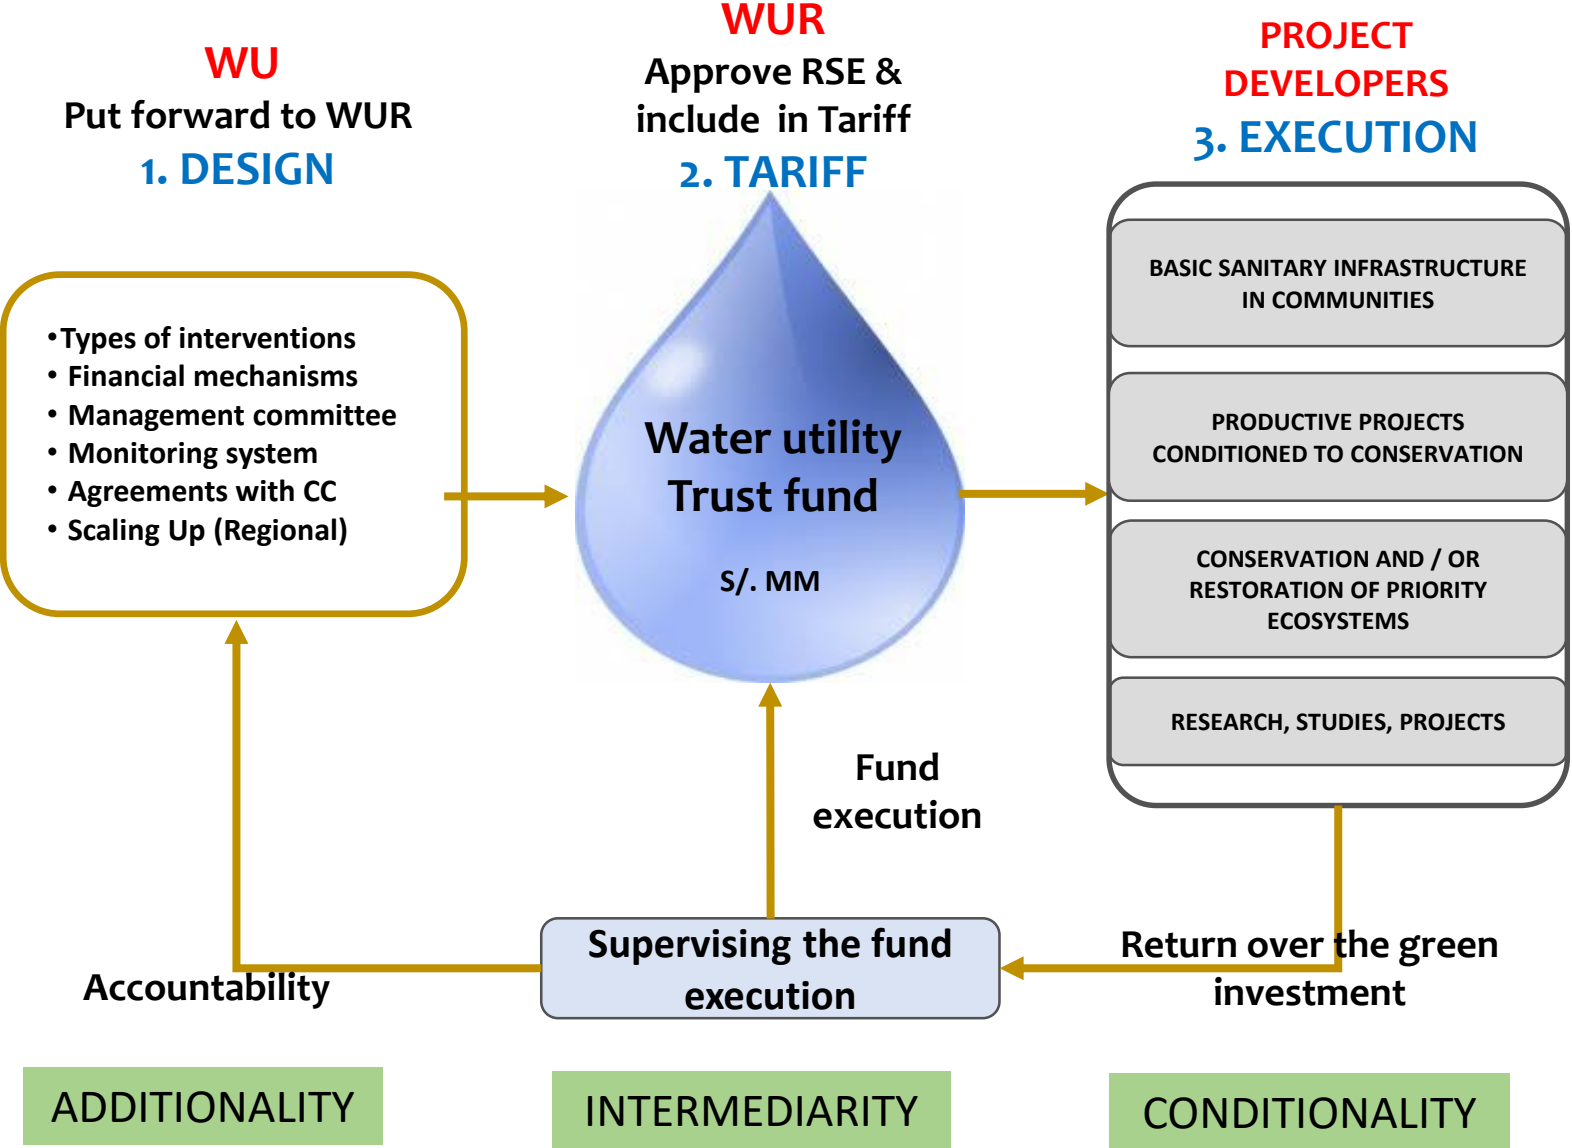 WU
Put forward to WUR
1. DESIGN
•Types of interventions
• Financial mechanisms
• Management committee
• Monitoring system
• Agreements with CC
• Scaling Up (Regional)
WUR
Approve RSE &
include in Tariff
2. TARIFF
Water utility
Trust fund
S/. MM
PROJECT
DEVELOPERS
3. EXECUTION
BASIC SANITARY INFRASTRUCTURE
IN COMMUNITIES
PRODUCTIVE PROJECTS
CONDITIONED TO CONSERVATION
CONSERVATION AND / OR
RESTORATION OF PRIORITY
ECOSYSTEMS
RESEARCH, STUDIES, PROJECTS
Fund
execution
Accountability
Supervising the fund
execution
Return over the green
investment
ADDITIONALITY
INTERMEDIARITY
CONDITIONALITY